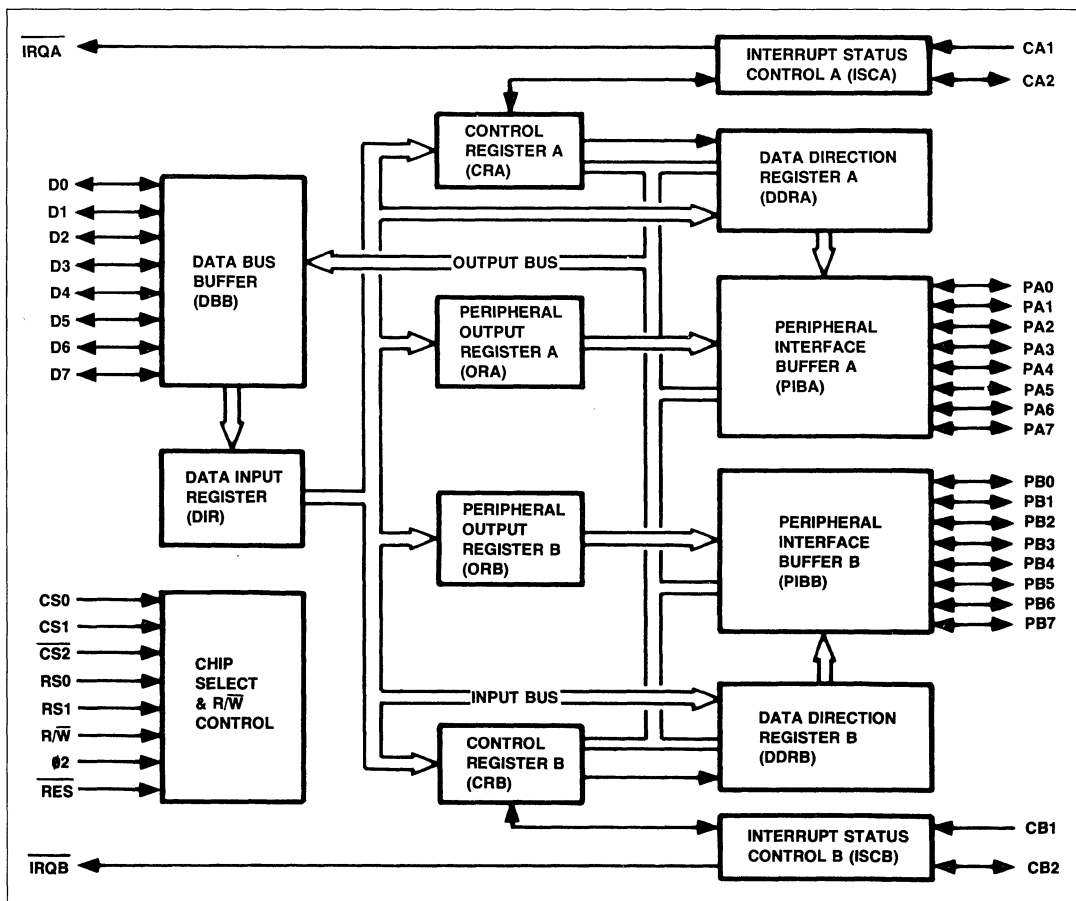 IRQA
INTERRUPT STATUS
CONTROL A (ISCA)
CA1
CA2
CONTROL
REGISTER A
(CRA)
DATA DIRECTION
REGISTER A
(DDRA)
D0
D1
D2
D3
D4
D5
D6
D7
DATA BUS
BUFFER
(DBB)
OUTPUT BUS
PERIPHERAL
OUTPUT
REGISTER A
(ORA)
PERIPHERAL
INTERFACE
BUFFER A
(PIBA)
PA0
PA1
PA2
PA3
PA4
PA5
PA6
PA7
DATA INPUT
REGISTER
(DIR)
PERIPHERAL
OUTPUT
REGISTER B
(ORB)
PERIPHERAL
INTERFACE
BUFFER B
(PIBB)
PB0
PB1
PB2
PB3
PB4
PB5
PB6
PB7
CS0
CS1
C̅S̅2̅
RS0
RS1
R/W̅
ø2
R̅E̅S̅
CHIP
SELECT
& R/W̅
CONTROL
INPUT BUS
CONTROL
REGISTER B
(CRB)
DATA DIRECTION
REGISTER B
(DDRB)
INTERRUPT STATUS
CONTROL B (ISCB)
CB1
CB2
I̅R̅Q̅B̅